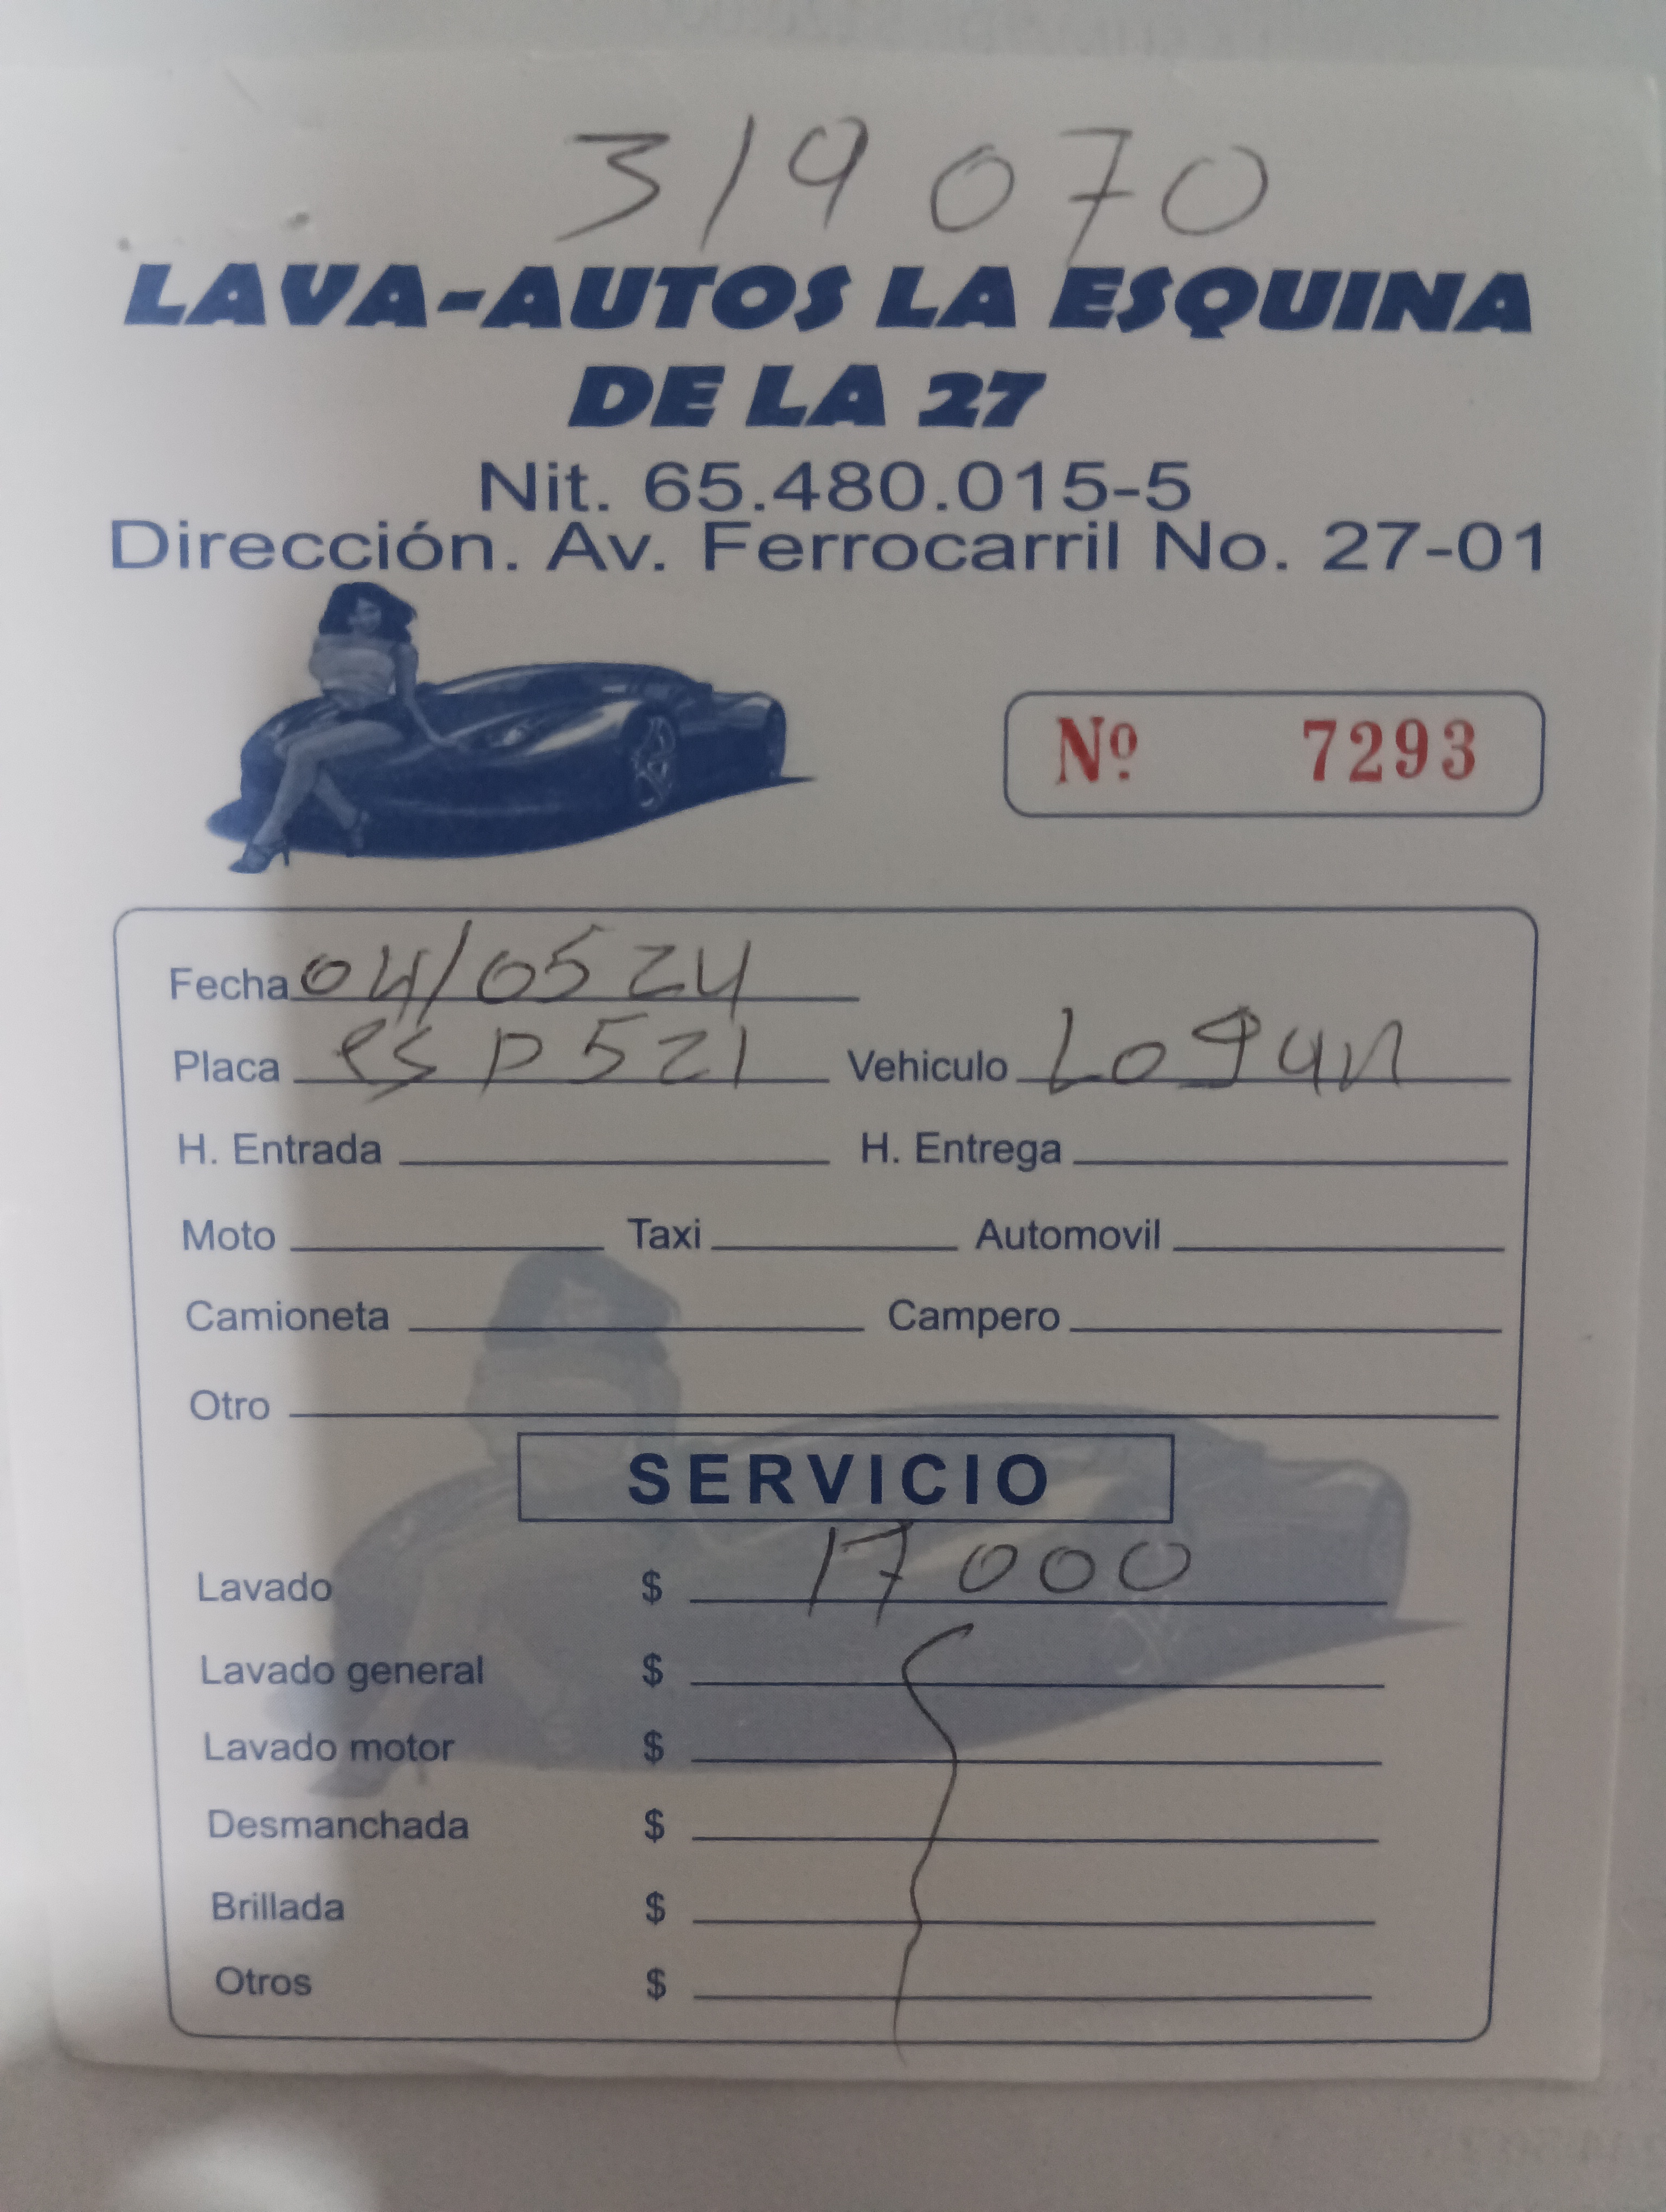 319 070
LAVA-AUTOS LA ESQUINA
DE LA 27
Nit. 65.480.015-5
Dirección. Av. Ferrocarril No. 27-01
Nº 7293
Fecha 04/05 24
Placa esp521 Vehiculo Logan
H. Entrada H. Entrega
Moto Taxi Automovil
Camioneta Campero
Otro
SERVICIO
Lavado $ 17000
Lavado general $
Lavado motor $
Desmanchada $
Brillada $
Otros $